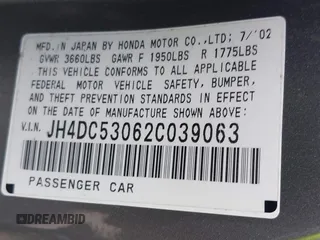 MFD.IN JAPAN BY HONDA MOTOR CO.,LTD; 7/'02
GVWR 3660LBS GAWR F 1950LBS R 1775LBS
THIS VEHICLE CONFORMS TO ALL APPLICABLE
FEDERAL MOTOR VEHICLE SAFETY, BUMPER,
AND THEFT PREVENTION STANDARDS IN EFFECT
ON THE DATE OF MANUFACTURE SHOWN ABOVE.
V.I.N. JH4DC53062C039063
PASSENGER CAR
DREAMBID